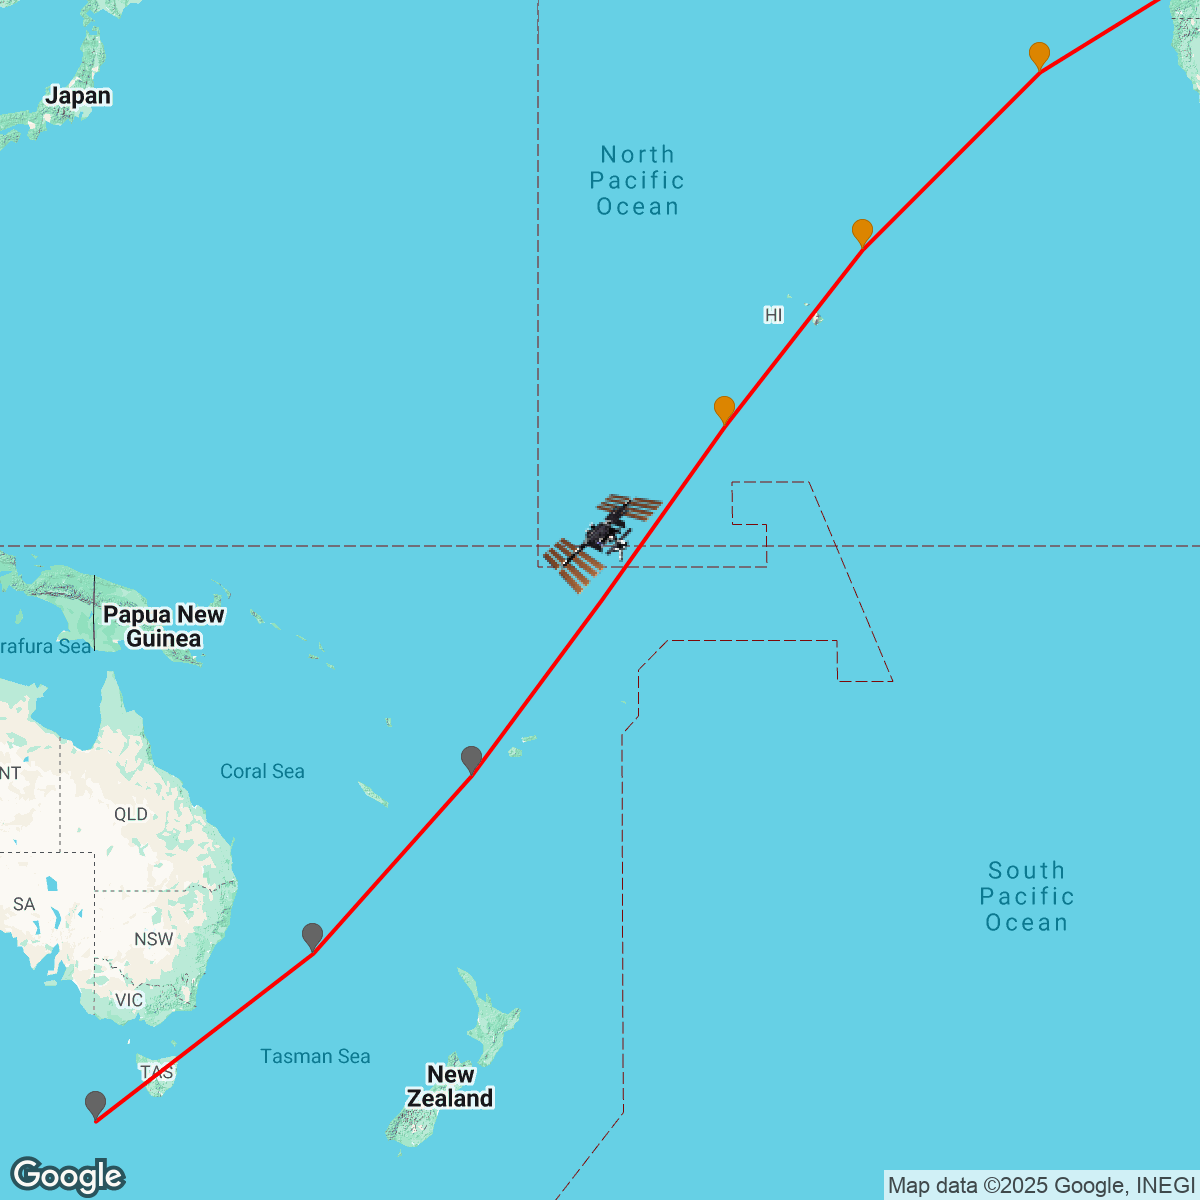 Japan
North
Pacific
Ocean
HI
Papua New
Guinea
rafura Sea
Coral Sea
NT
QLD
SA
NSW
VIC
TAS
Tasman Sea
New
Zealand
South
Pacific
Ocean
Google
Map data ©2025 Google, INEGI